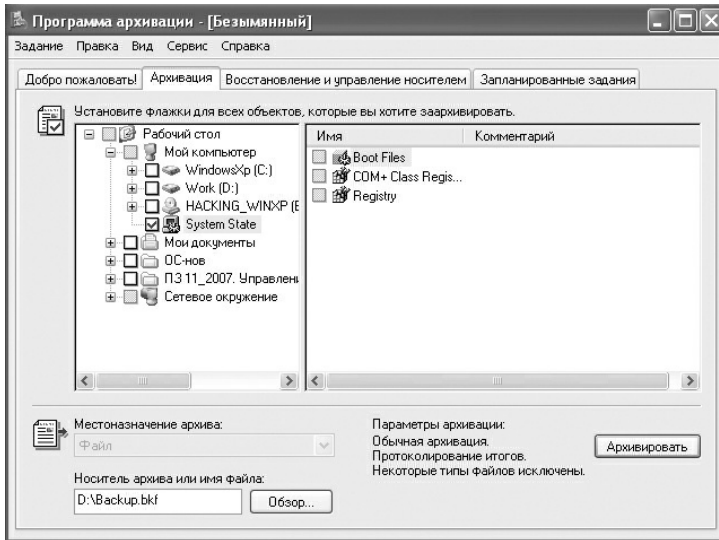 Программа архивации - [Безымянный]
Задание Правка Вид Сервис Справка
Добро пожаловать! Архивация Восстановление и управление носителем Запланированные задания
Установите флажки для всех объектов, которые вы хотите заархивировать.
Рабочий стол
Мой компьютер
WindowsXp (C:)
Work (D:)
HACKING_WINXP (E
System State
Мои документы
ОС-нов
ПЗ 11_2007. Управлени
Сетевое окружение
Имя Комментарий
Boot Files
COM+ Class Regis...
Registry
Местоназначение архива:
Файл
Носитель архива или имя файла:
D:\Backup.bkf Обзор...
Параметры архивации:
Обычная архивация.
Протоколирование итогов.
Некоторые типы файлов исключены.
Архивировать